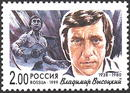 1938-1980
Владимир Высоцкий
2.00 РОССИЯ
ROSSIJA 1999